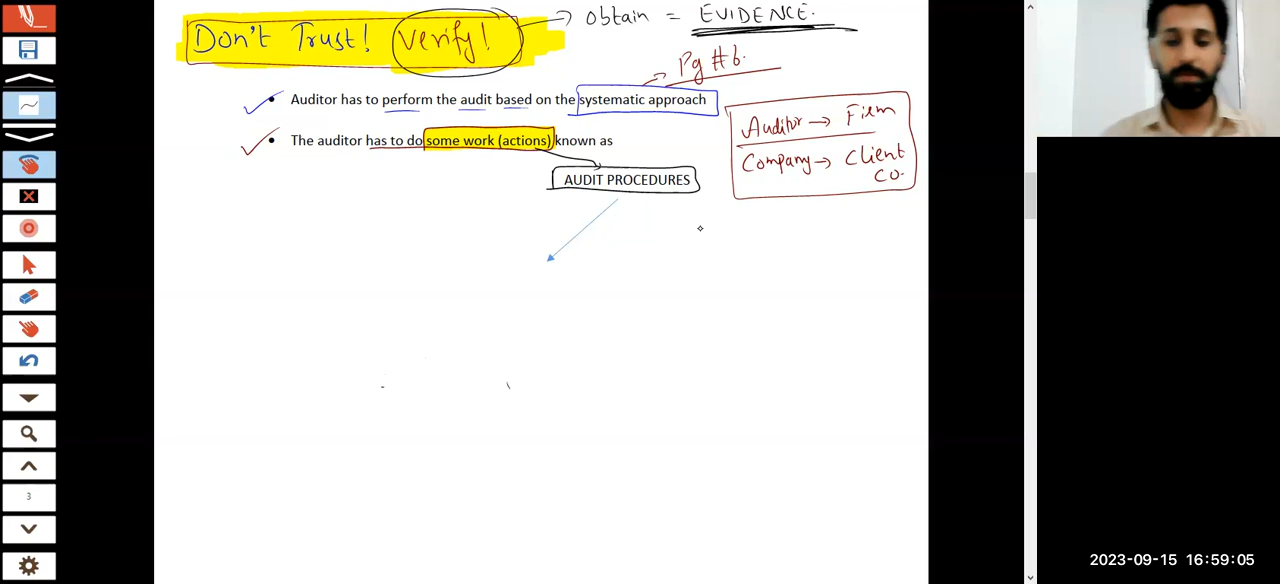 Don't Trust! Verify! → obtain = EVIDENCE.
Pg #6.
• Auditor has to perform the audit based on the systematic approach
• The auditor has to do some work (actions) known as
AUDIT PROCEDURES
Auditor → Firm
Company → Client
Co.
3
2023-09-15 16:59:05